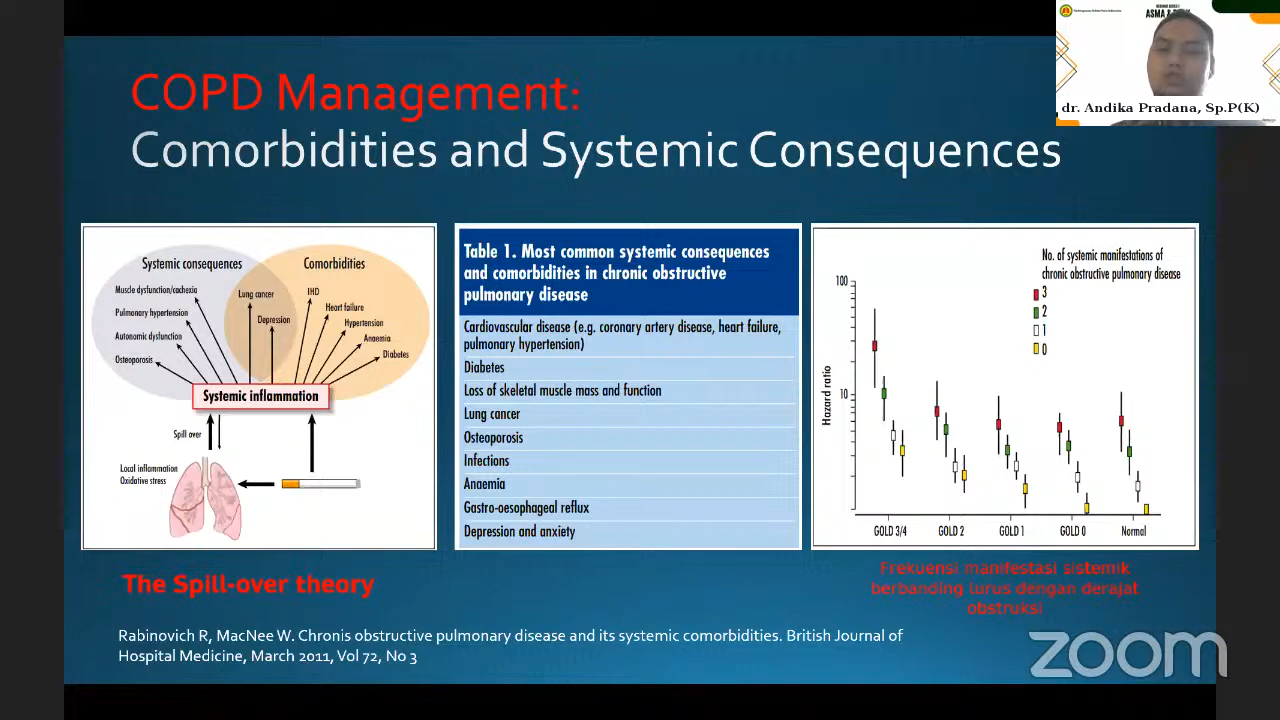 COPD Management:
Comorbidities and Systemic Consequences
ASMA &
dr. Andika Pradana, Sp.P(K)
Systemic consequences
Comorbidities
Muscle dysfunction/cachexia
Pulmonary hypertension
Autonomic dysfunction
Osteoporosis
Lung cancer
Depression
IHD
Heart failure
Hypertension
Anaemia
Diabetes
Systemic inflammation
Spill over
Local inflammation
Oxidative stress
Table 1. Most common systemic consequences
and comorbidities in chronic obstructive
pulmonary disease
Cardiovascular disease (e.g. coronary artery disease, heart failure,
pulmonary hypertension)
Diabetes
Loss of skeletal muscle mass and function
Lung cancer
Osteoporosis
Infections
Anaemia
Gastro-oesophageal reflux
Depression and anxiety
No. of systemic manifestations of
chronic obstructive pulmonary disease
3
2
1
0
100
10
Hazard ratio
GOLD 3/4 GOLD 2 GOLD 1 GOLD 0 Normal
The Spill-over theory
Frekuensi manifestasi sistemik
berbanding lurus dengan derajat
obstruksi
Rabinovich R, MacNee W. Chronis obstructive pulmonary disease and its systemic comorbidities. British Journal of
Hospital Medicine, March 2011, Vol 72, No 3
zoom